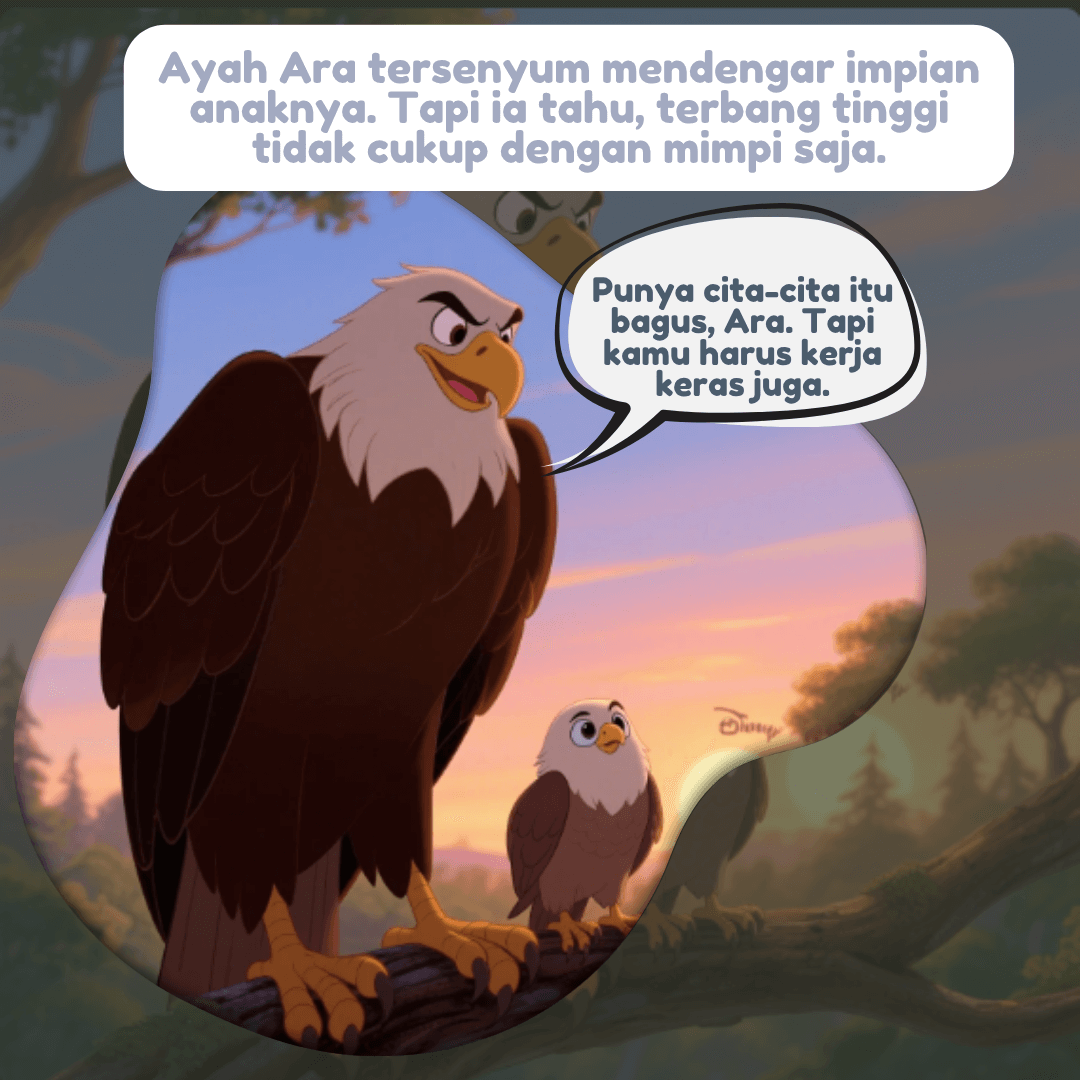 Ayah Ara tersenyum mendengar impian
anaknya. Tapi ia tahu, terbang tinggi
tidak cukup dengan mimpi saja.
Punya cita-cita itu
bagus, Ara. Tapi
kamu harus kerja
keras juga.